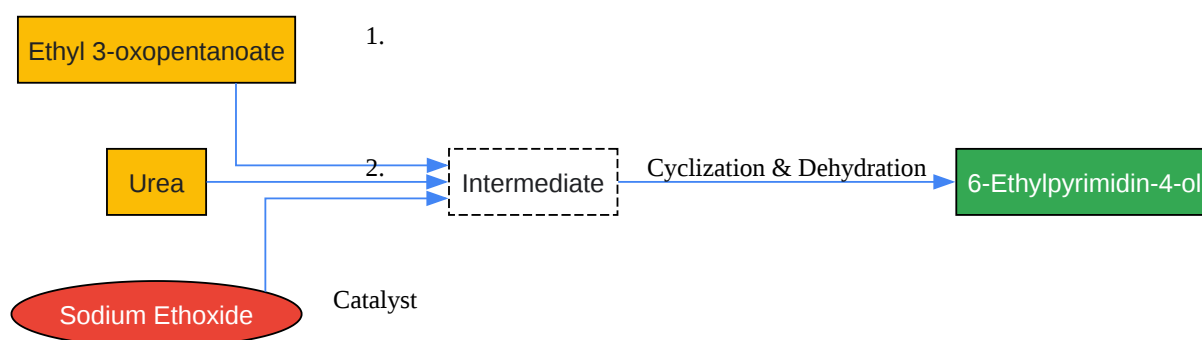 Ethyl 3-oxopentanoate
1.
Urea
2.
Intermediate
Cyclization & Dehydration
6-Ethylpyrimidin-4-ol
Sodium Ethoxide
Catalyst